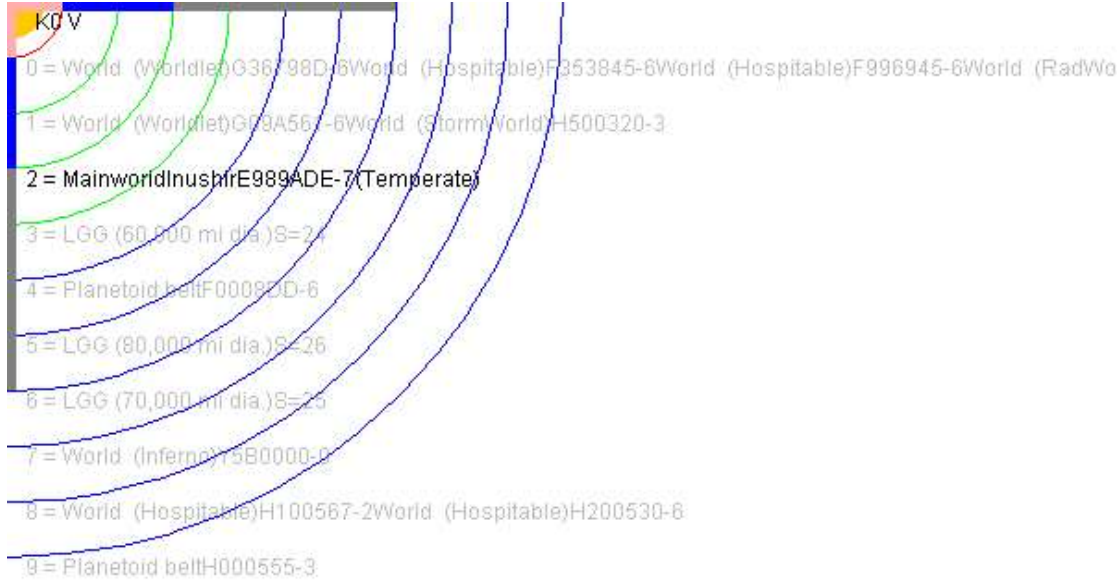 K0 V
0 = World (Worldlet)G36798D-6World (Hospitable)F353845-6World (Hospitable)F996945-6World (RadWo
1 = World (Worldlet)G09A567-6World (StormWorld)H500320-3
2 = MainworldInushirE989ADE-7(Temperate)
3 = LGG (60,000 mi dia.)S=24
4 = Planetoid beltF0008DD-6
5 = LGG (80,000 mi dia.)S=26
6 = LGG (70,000 mi dia.)S=25
7 = World (Inferno)Y5B0000-0
8 = World (Hospitable)H100567-2World (Hospitable)H200530-6
9 = Planetoid beltH000555-3